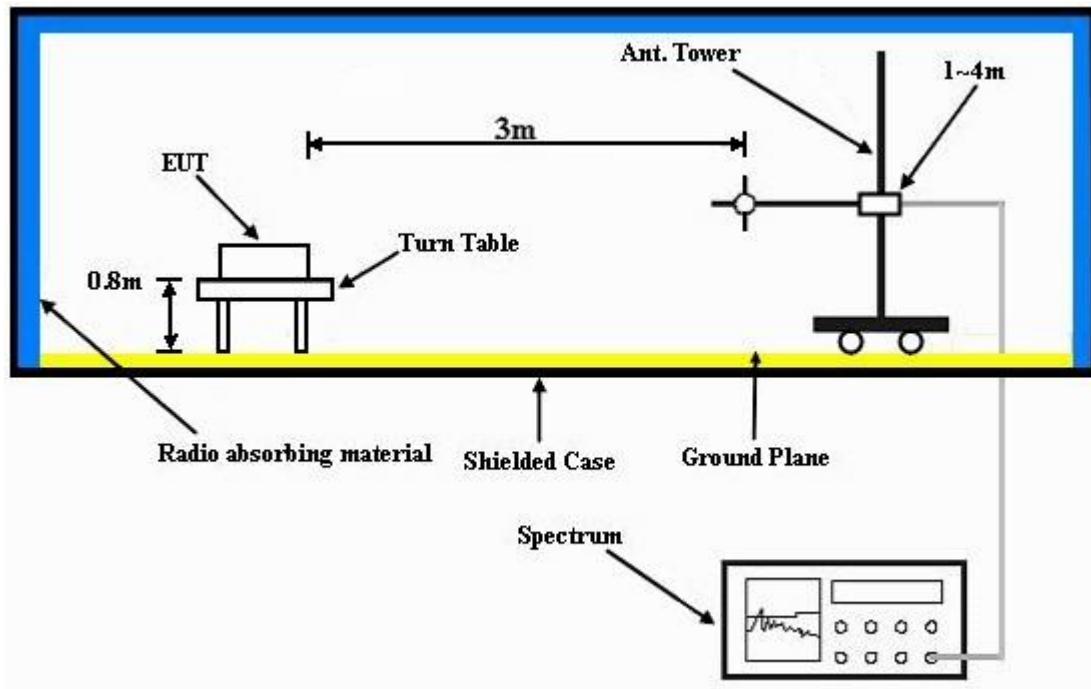 Ant. Tower
1~4m
3m
EUT
Turn Table
0.8m
Radio absorbing material
Shielded Case
Ground Plane
Spectrum